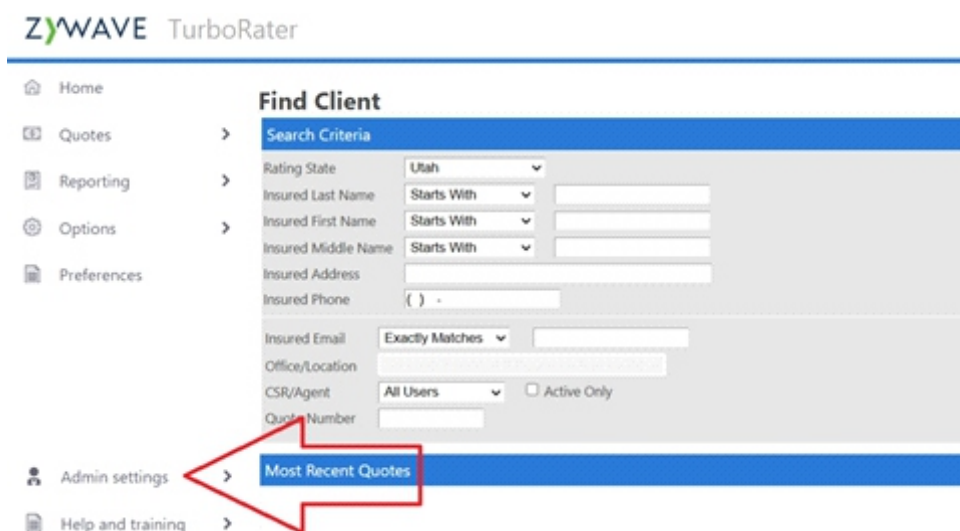 ZYWAVE TurboRater
Home
Quotes
Reporting
Options
Preferences
Admin settings
Help and training
Find Client
Search Criteria
Rating State Utah
Insured Last Name Starts With
Insured First Name Starts With
Insured Middle Name Starts With
Insured Address
Insured Phone ( ) -
Insured Email Exactly Matches
Office/Location
CSR/Agent All Users Active Only
Quote Number
Most Recent Quotes